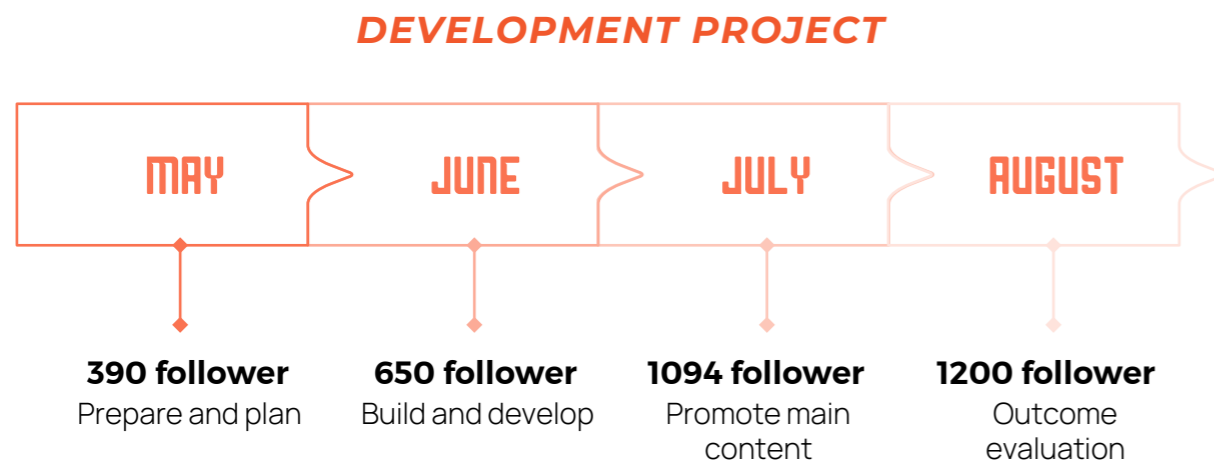 DEVELOPMENT PROJECT
MAY
JUNE
JULY
AUGUST
390 follower
Prepare and plan
650 follower
Build and develop
1094 follower
Promote main
content
1200 follower
Outcome
evaluation